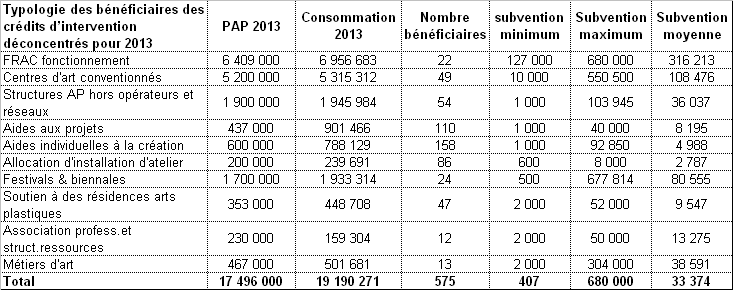 Typologie des bénéficiaires des crédits d'intervention déconcentrés pour 2013 | PAP 2013 | Consommation 2013 | Nombre bénéficiaires | subvention minimum | Subvention maximum | Subvention moyenne
FRAC fonctionnement | 6 409 000 | 6 956 683 | 22 | 127 000 | 680 000 | 316 213
Centres d'art conventionnés | 5 200 000 | 5 315 312 | 49 | 10 000 | 550 500 | 108 476
Structures AP hors opérateurs et réseaux | 1 900 000 | 1 945 984 | 54 | 1 000 | 103 945 | 36 037
Aides aux projets | 437 000 | 901 466 | 110 | 1 000 | 40 000 | 8 195
Aides individuelles à la création | 600 000 | 788 129 | 158 | 1 000 | 92 850 | 4 988
Allocation d'installation d'atelier | 200 000 | 239 691 | 86 | 600 | 8 000 | 2 787
Festivals & biennales | 1 700 000 | 1 933 314 | 24 | 500 | 677 814 | 80 555
Soutien à des résidences arts plastiques | 353 000 | 448 708 | 47 | 2 000 | 52 000 | 9 547
Association profess.et struct.ressources | 230 000 | 159 304 | 12 | 2 000 | 50 000 | 13 275
Métiers d'art | 467 000 | 501 681 | 13 | 2 000 | 304 000 | 38 591
Total | 17 496 000 | 19 190 271 | 575 | 407 | 680 000 | 33 374